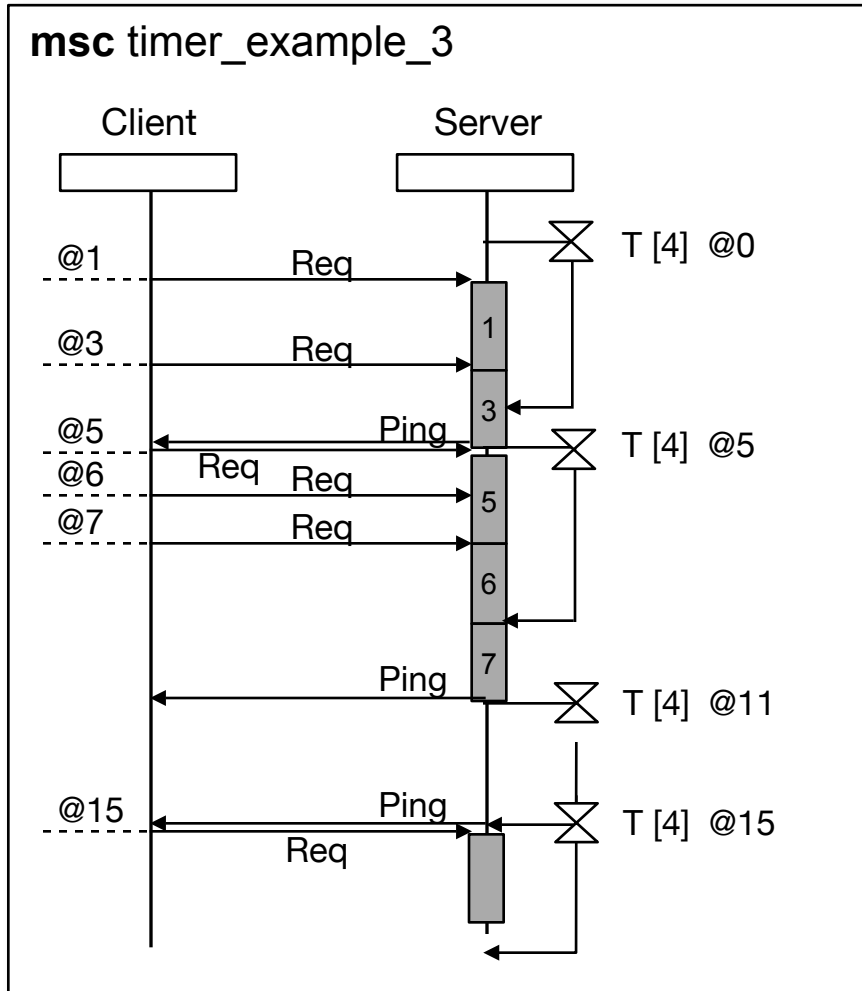 msc timer_example_3
Client Server
T [4] @0
@1 Req
1
@3 Req
3
Ping
@5 T [4] @5
Req
@6 Req
5
@7 Req
6
7
Ping T [4] @11
@15 Ping T [4] @15
Req